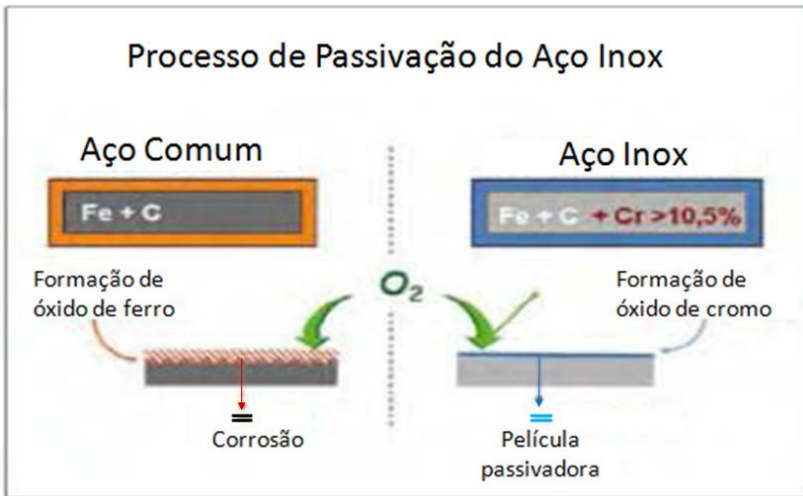 Processo de Passivação do Aço Inox
Aço Comum
Fe + C
Formação de
óxido de ferro
=
Corrosão
O₂
Aço Inox
Fe + C + Cr >10,5%
Formação de
óxido de cromo
=
Película
passivadora